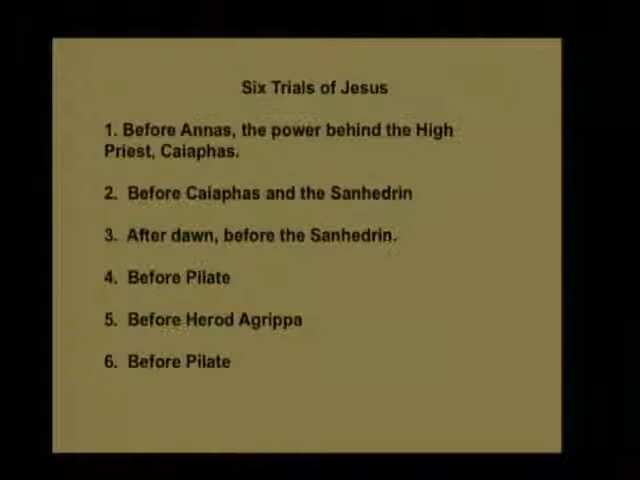 Six Trials of Jesus
1. Before Annas, the power behind the High
Priest, Caiaphas.
2. Before Caiaphas and the Sanhedrin
3. After dawn, before the Sanhedrin.
4. Before Pilate
5. Before Herod Agrippa
6. Before Pilate